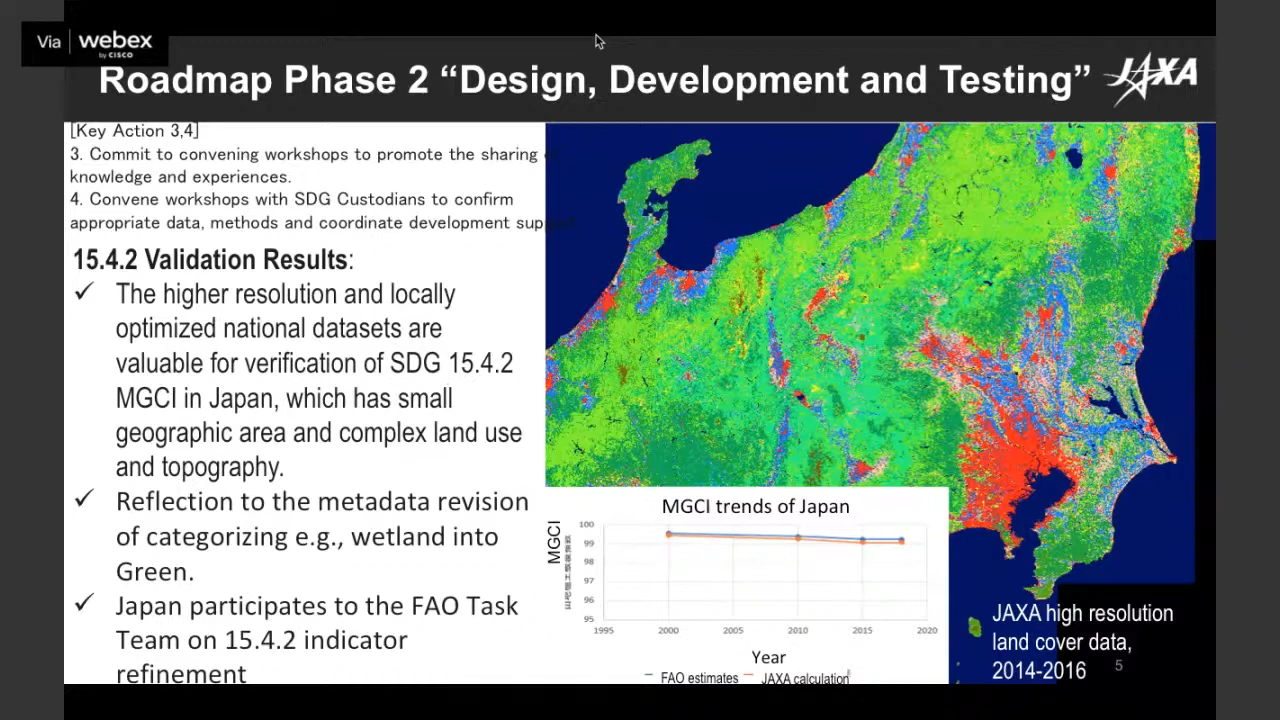 Via webex
by CISCO
Roadmap Phase 2 “Design, Development and Testing”
JAXA
[Key Action 3,4]
3. Commit to convening workshops to promote the sharing
knowledge and experiences.
4. Convene workshops with SDG Custodians to confirm
appropriate data, methods and coordinate development
15.4.2 Validation Results:
✓ The higher resolution and locally
optimized national datasets are
valuable for verification of SDG 15.4.2
MGCI in Japan, which has small
geographic area and complex land use
and topography.
✓ Reflection to the metadata revision
of categorizing e.g., wetland into
Green.
✓ Japan participates to the FAO Task
Team on 15.4.2 indicator
refinement
MGCI trends of Japan
MGCI
100
99
98
97
96
95
1995 2000 2005 2010 2015 2020
Year
FAO estimates JAXA calculation
JAXA high resolution
land cover data,
2014-2016
5